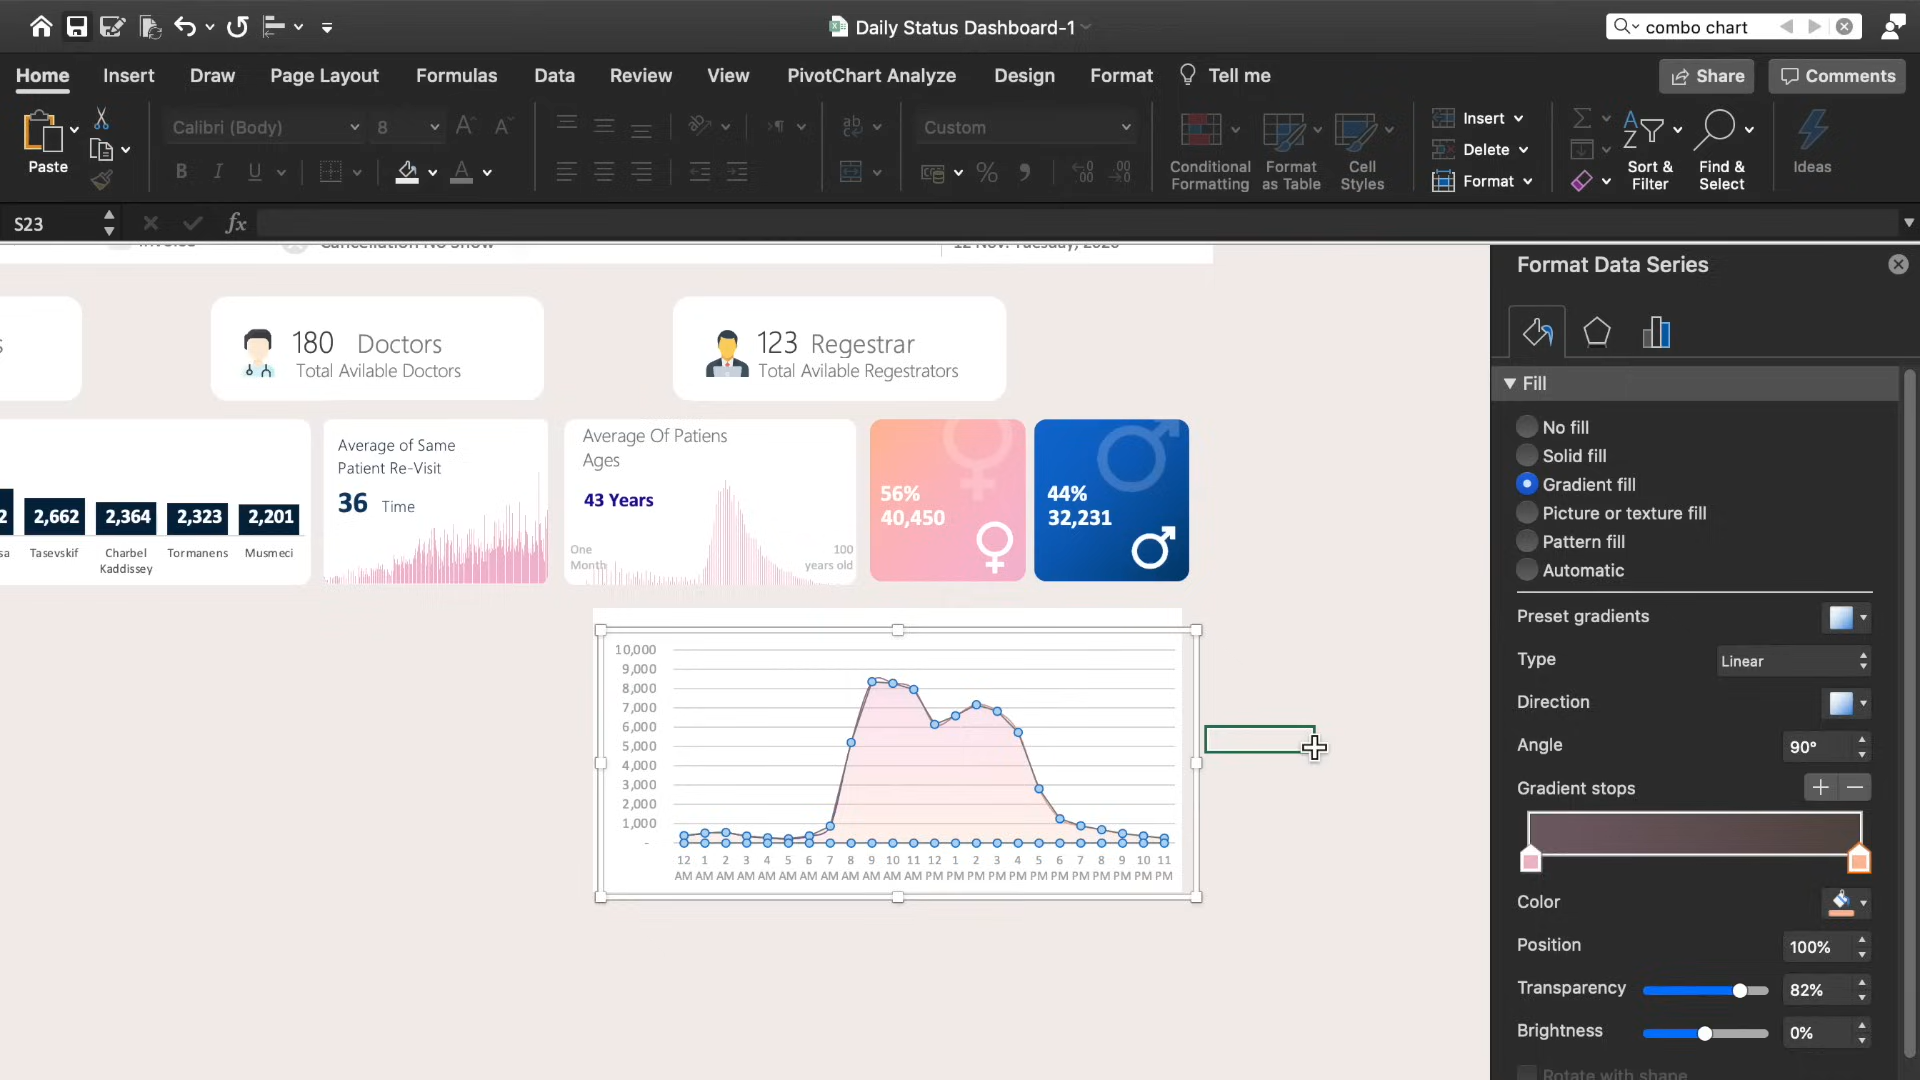 Daily Status Dashboard-1
combo chart
Home
Insert
Draw
Page Layout
Formulas
Data
Review
View
PivotChart Analyze
Design
Format
Tell me
Share
Comments
Paste
Calibri (Body)
8
B
I
U
Custom
Conditional
Formatting
Format
as Table
Cell
Styles
Insert
Delete
Format
Sort &
Filter
Find &
Select
Ideas
S23
fx
Cancellation No Show
12 Nov. Tuesday, 2020
180 Doctors
Total Avilable Doctors
123 Regestrar
Total Avilable Regestrators
2,662
2,364
2,323
2,201
Tasevskif
Charbel
Kaddissey
Tormanens
Musmeci
Average of Same
Patient Re-Visit
36 Time
Average Of Patiens
Ages
43 Years
One
Month
100
years old
56%
40,450
44%
32,231
10,000
9,000
8,000
7,000
6,000
5,000
4,000
3,000
2,000
1,000
-
12 1 2 3 4 5 6 7 8 9 10 11 12 1 2 3 4 5 6 7 8 9 10 11
AM AM AM AM AM AM AM AM AM AM AM AM PM PM PM PM PM PM PM PM PM PM PM PM
Format Data Series
Fill
No fill
Solid fill
Gradient fill
Picture or texture fill
Pattern fill
Automatic
Preset gradients
Type
Linear
Direction
Angle
90°
Gradient stops
Color
Position
100%
Transparency
82%
Brightness
0%
Rotate with shape